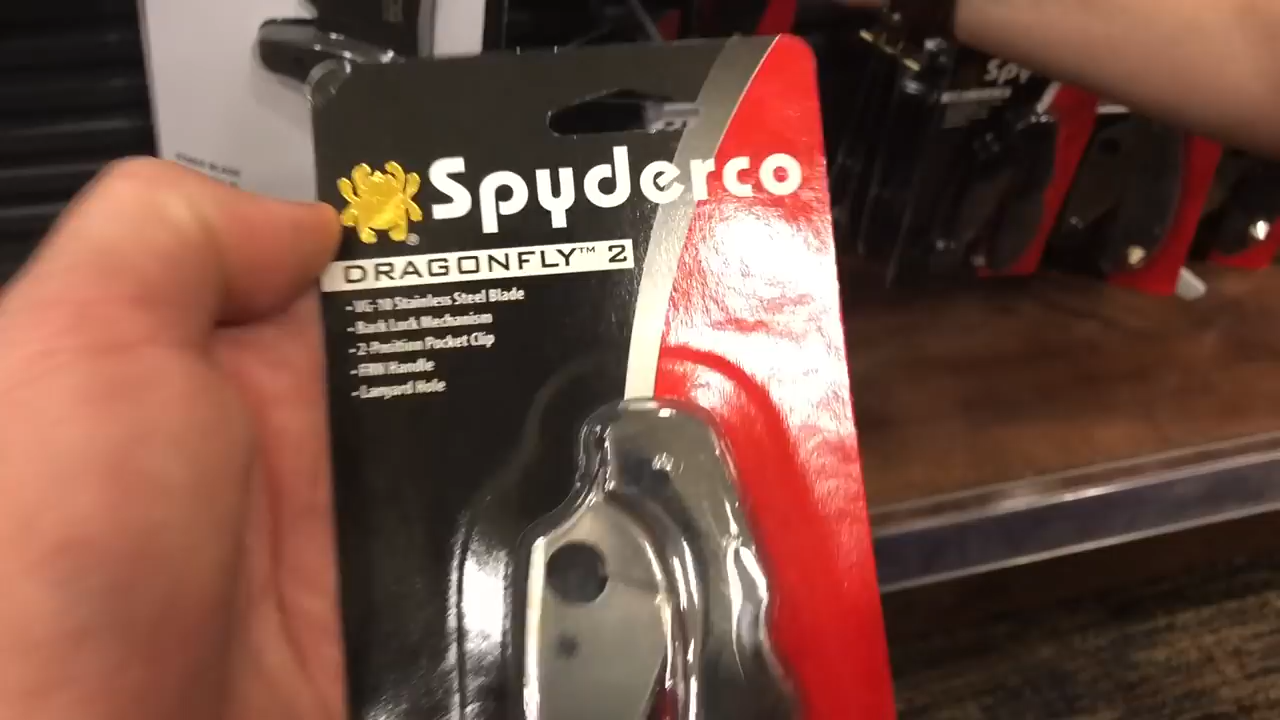 Spyderco
®
DRAGONFLY™ 2
-VG-10 Stainless Steel Blade
-Back Lock Mechanism
-2-Position Pocket Clip
-FRN Handle
-Lanyard Hole
Spy